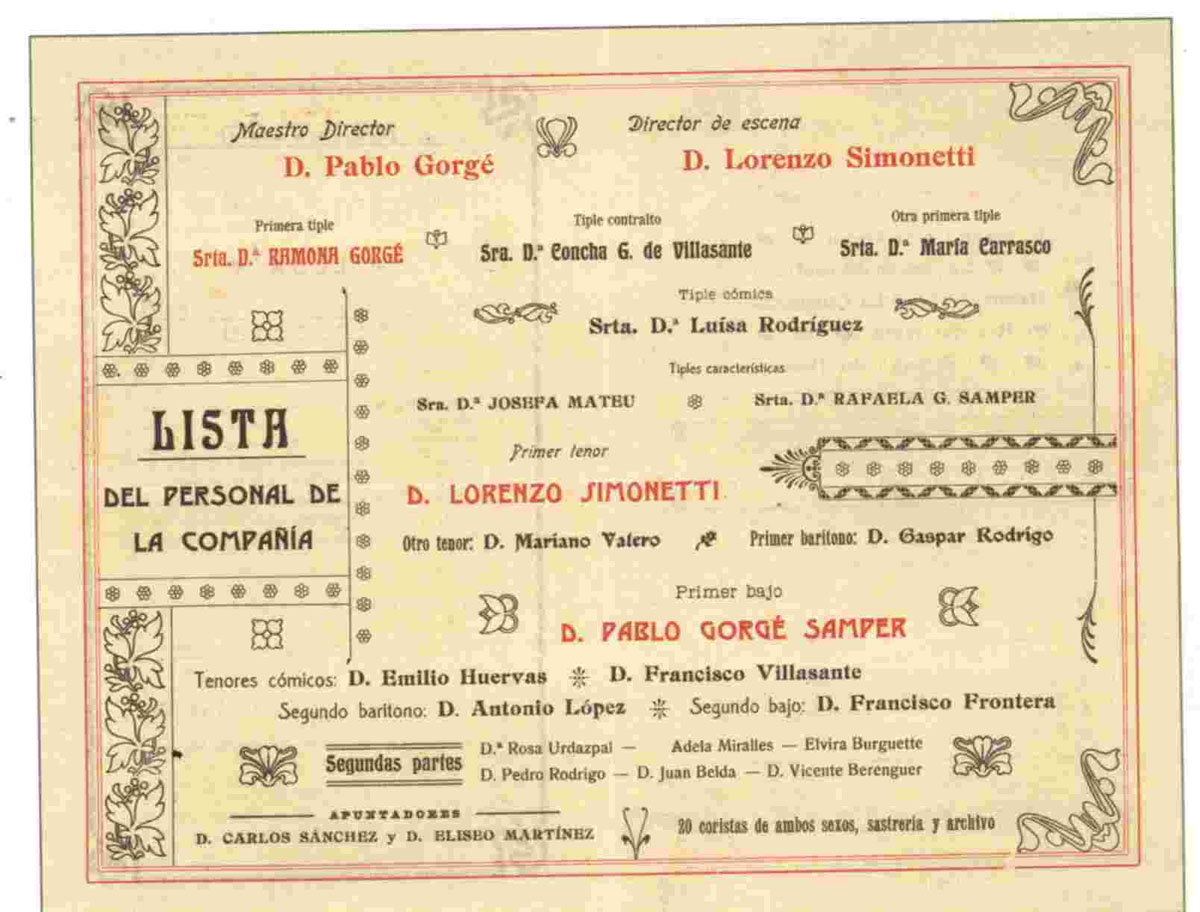 Maestro Director
D. Pablo Gorgé
Director de escena
D. Lorenzo Simonetti
Primera tiple
Srta. D.ª RAMONA GORGÉ
Tiple contralto
Sra. D.ª Concha G. de Villasante
Otra primera tiple
Srta. D.ª María Carrasco
Tiple cómica
Srta. D.ª Luisa Rodríguez
Tiples características
Sra. D.ª JOSEFA MATEU
Srta. D.ª RAFAELA G. SAMPER
LISTA
DEL PERSONAL DE
LA COMPAÑÍA
Primer tenor
D. LORENZO SIMONETTI
Otro tenor: D. Mariano Valero
Primer barítono: D. Gaspar Rodrigo
Primer bajo
D. PABLO GORGÉ SAMPER
Tenores cómicos: D. Emilio Huervas D. Francisco Villasante
Segundo barítono: D. Antonio López Segundo bajo: D. Francisco Frontera
Segundas partes
D.ª Rosa Urdazpal — Adela Miralles — Elvira Burguette
D. Pedro Rodrigo — D. Juan Belda — D. Vicente Berenguer
APUNTADORES
D. CARLOS SÁNCHEZ y D. ELISEO MARTÍNEZ
20 coristas de ambos sexos, sastrería y archivo